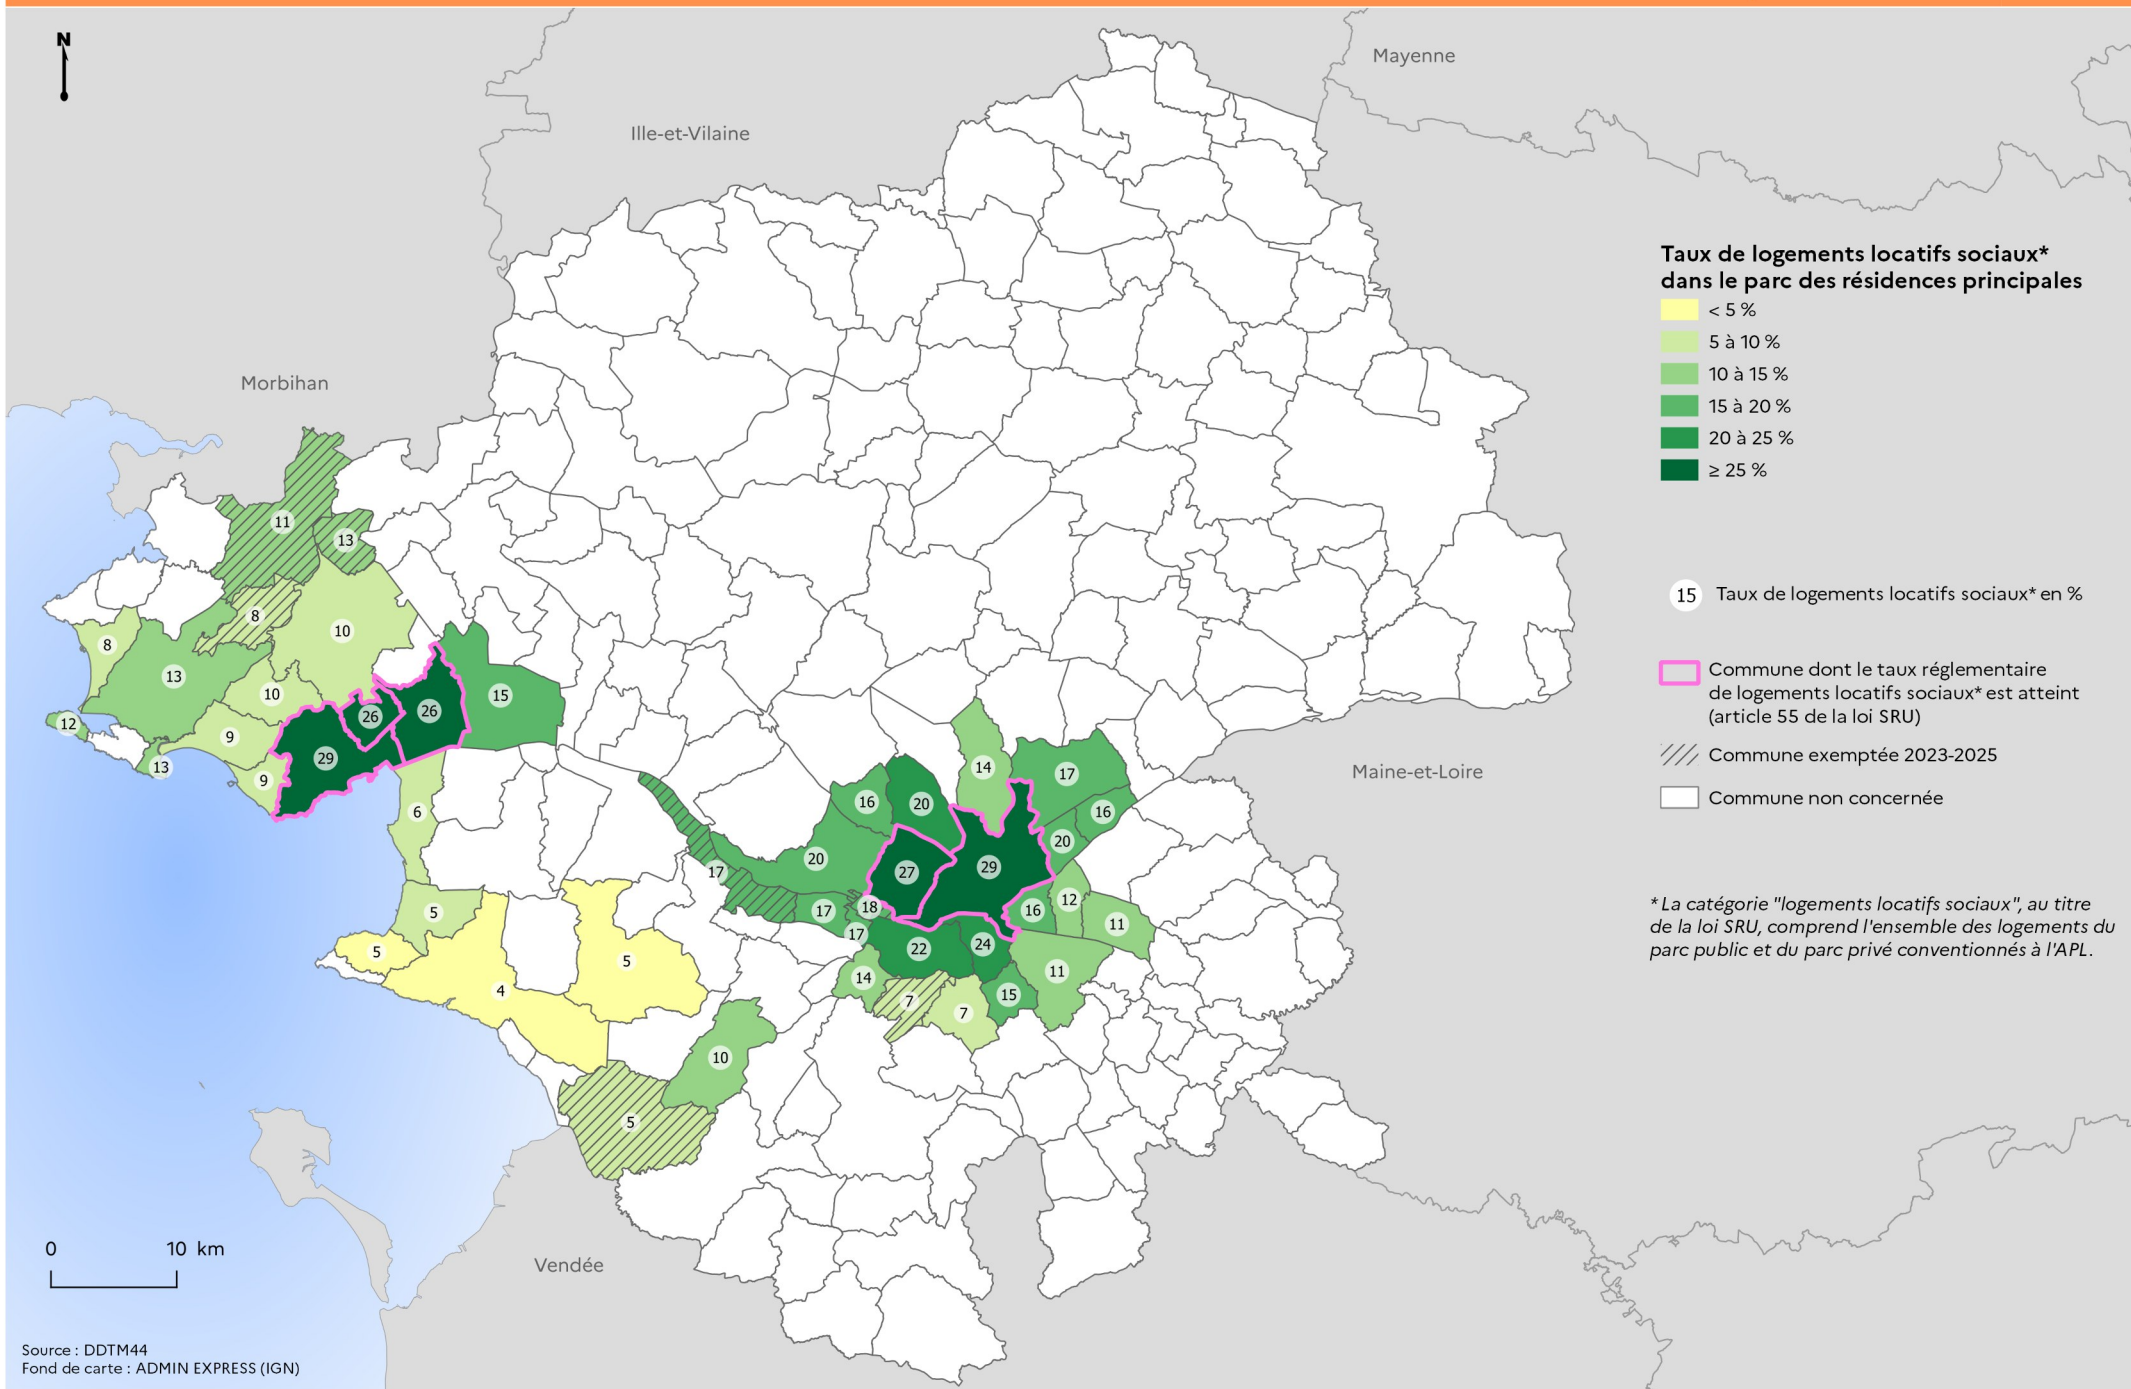 N
Mayenne
Ille-et-Vilaine
Morbihan
Maine-et-Loire
Vendée
11
13
8
8
10
13
10
15
12
26
26
9
29
13
9
6
14
17
16
20
16
20
20
27
29
17
12
5
17
18
16
11
17
22
24
5
5
14
11
4
7
15
7
10
5
Taux de logements locatifs sociaux*
dans le parc des résidences principales
< 5 %
5 à 10 %
10 à 15 %
15 à 20 %
20 à 25 %
≥ 25 %
15 Taux de logements locatifs sociaux* en %
Commune dont le taux réglementaire
de logements locatifs sociaux* est atteint
(article 55 de la loi SRU)
Commune exemptée 2023-2025
Commune non concernée
* La catégorie "logements locatifs sociaux", au titre
de la loi SRU, comprend l'ensemble des logements du
parc public et du parc privé conventionnés à l'APL.
0 10 km
Source : DDTM44
Fond de carte : ADMIN EXPRESS (IGN)